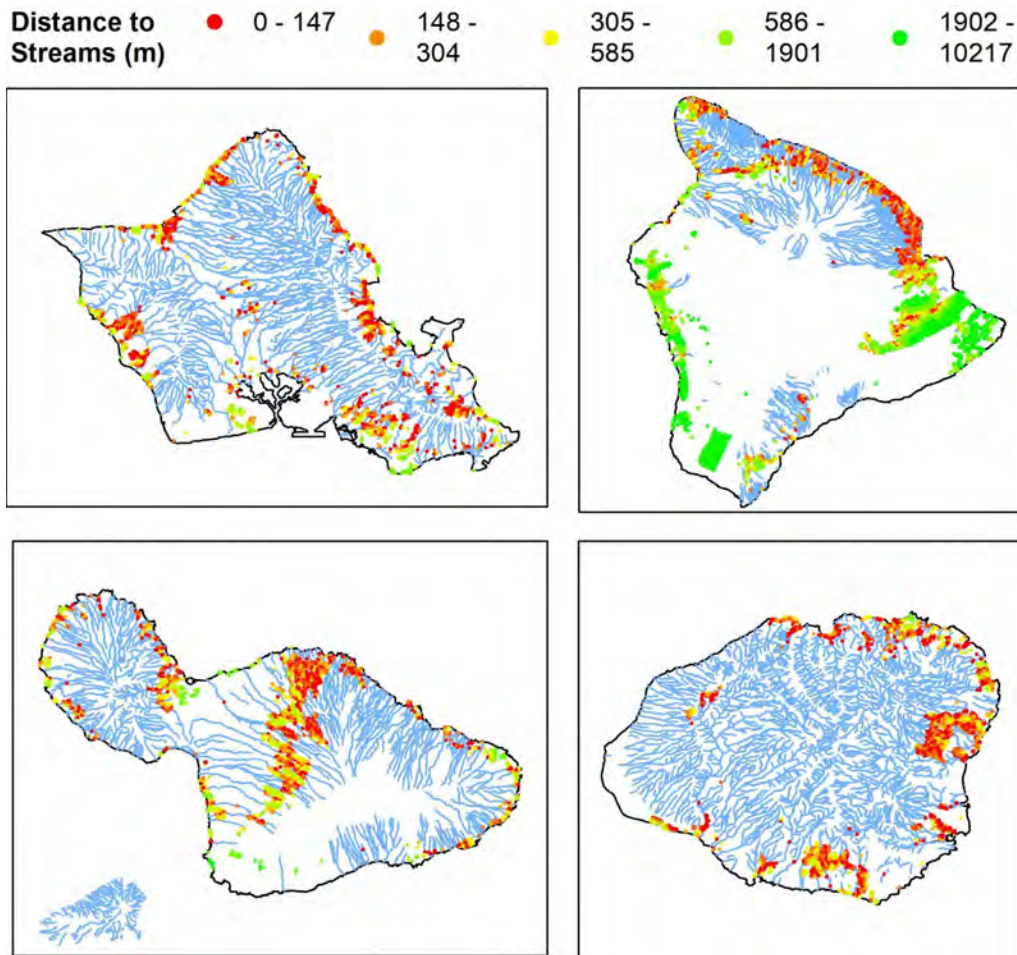 Distance to Streams (m)
0 - 147
148 - 304
305 - 585
586 - 1901
1902 - 10217